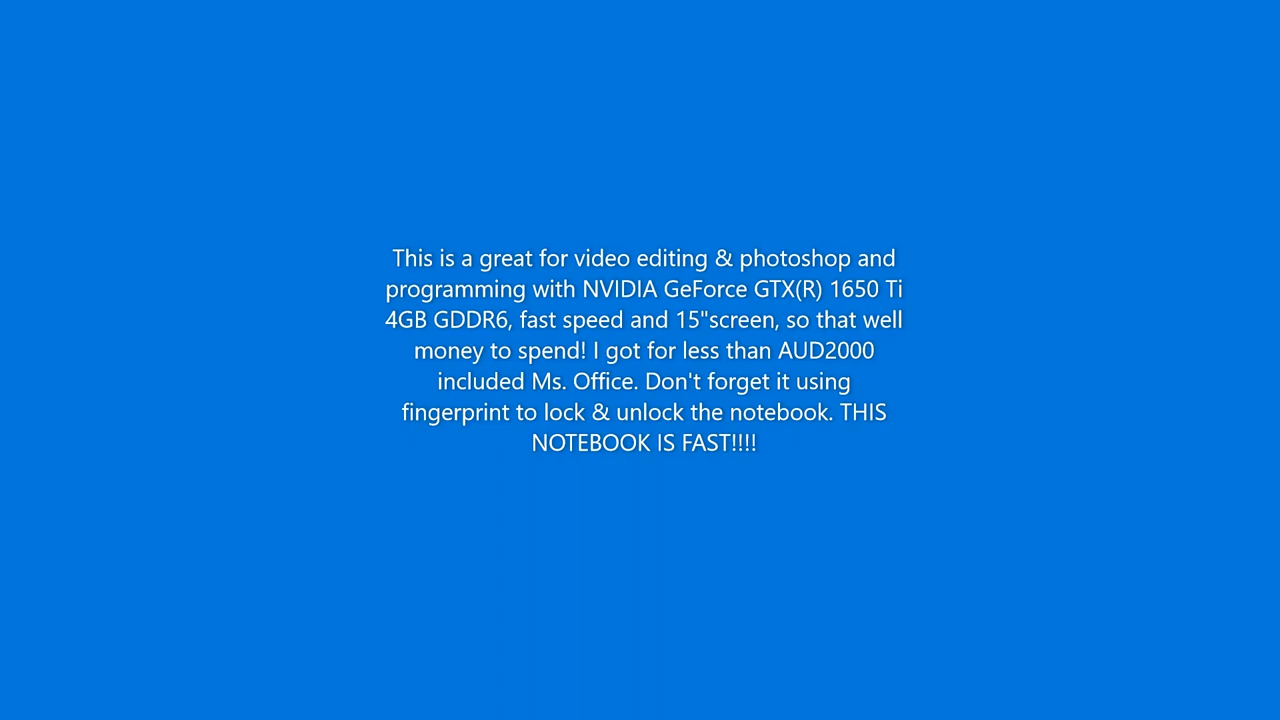 This is a great for video editing & photoshop and
programming with NVIDIA GeForce GTX(R) 1650 Ti
4GB GDDR6, fast speed and 15"screen, so that well
money to spend! I got for less than AUD2000
included Ms. Office. Don't forget it using
fingerprint to lock & unlock the notebook. THIS
NOTEBOOK IS FAST!!!!